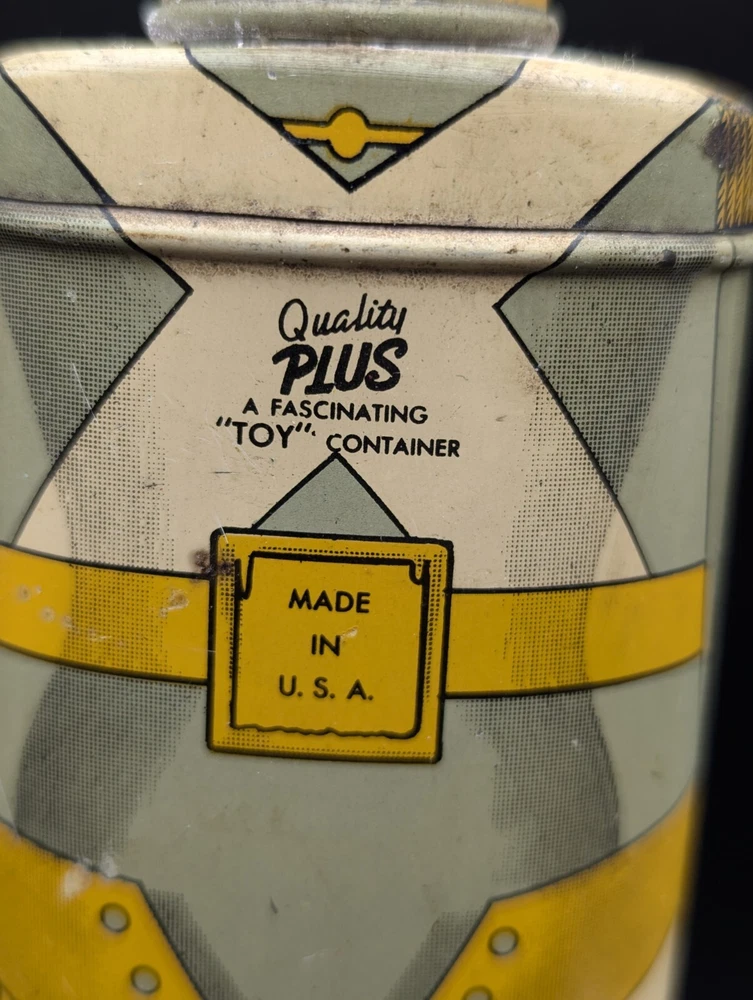 Quality
PLUS
A FASCINATING
"TOY" CONTAINER
MADE
IN
U. S. A.